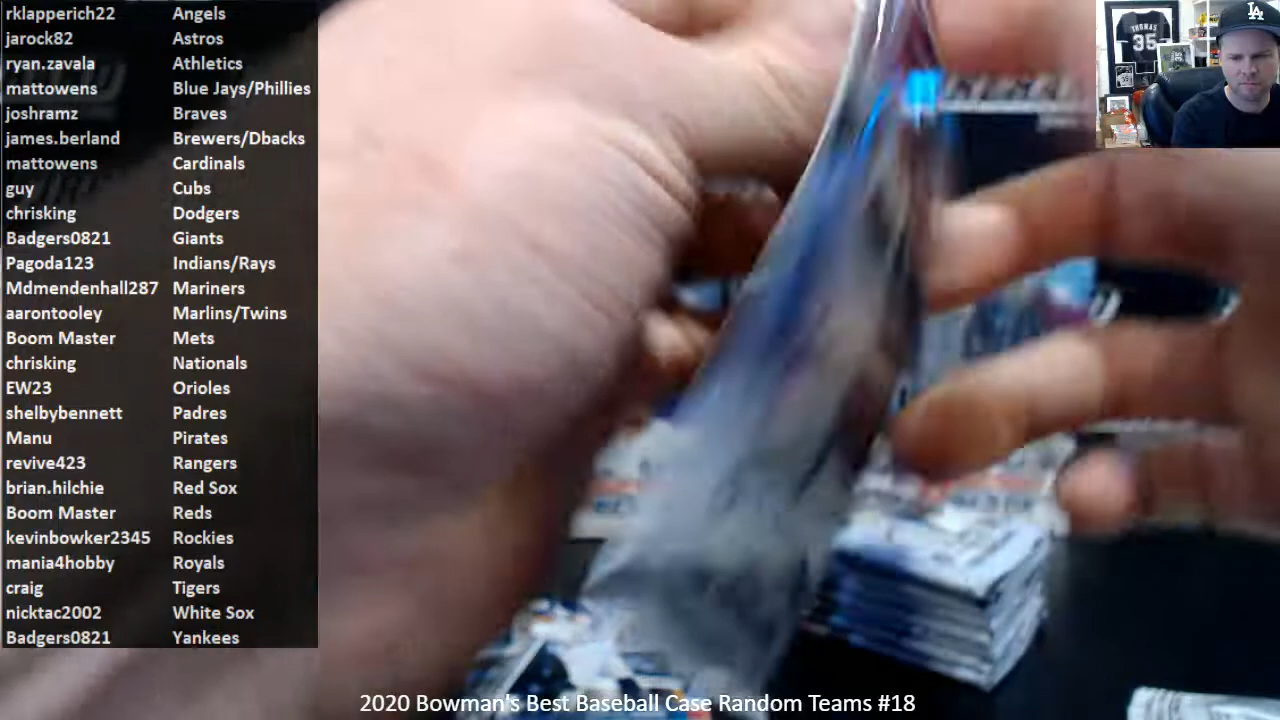 rklapperich22 Angels
jarock82 Astros
ryan.zavala Athletics
mattowens Blue Jays/Phillies
joshramz Braves
james.berland Brewers/Dbacks
mattowens Cardinals
guy Cubs
chrisking Dodgers
Badgers0821 Giants
Pagoda123 Indians/Rays
Mdmendenhall287 Mariners
aarontooley Marlins/Twins
Boom Master Mets
chrisking Nationals
EW23 Orioles
shelbybennett Padres
Manu Pirates
revive423 Rangers
brian.hilchie Red Sox
Boom Master Reds
kevinbowker2345 Rockies
mania4hobby Royals
craig Tigers
nicktac2002 White Sox
Badgers0821 Yankees
THOMAS
35
LA
2020 Bowman's Best Baseball Case Random Teams #18